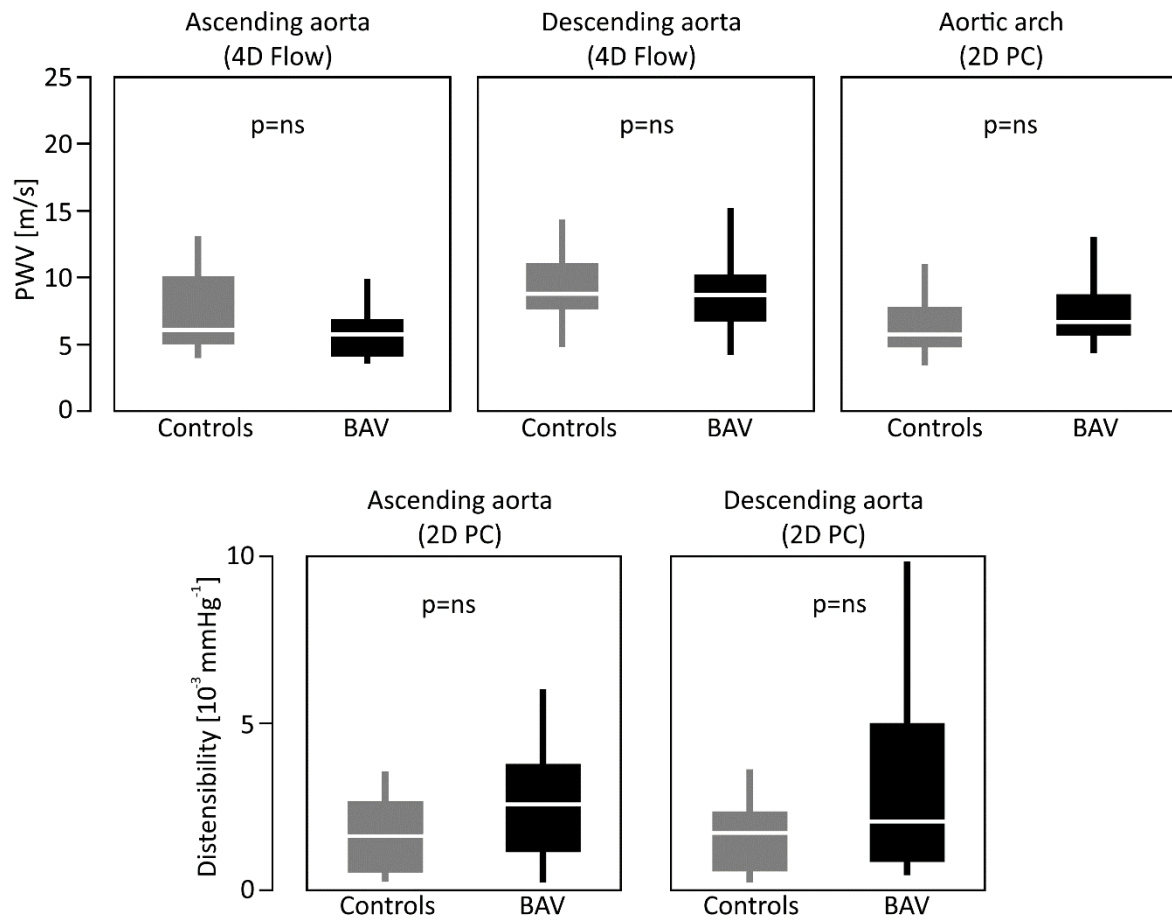 Ascending aorta
(4D Flow)
Descending aorta
(4D Flow)
Aortic arch
(2D PC)
PWV [m/s]
25
20
15
10
5
0
p=ns
p=ns
p=ns
Controls
BAV
Controls
BAV
Controls
BAV
Ascending aorta
(2D PC)
Descending aorta
(2D PC)
Distensibility [10⁻³ mmHg⁻¹]
10
5
0
p=ns
p=ns
Controls
BAV
Controls
BAV